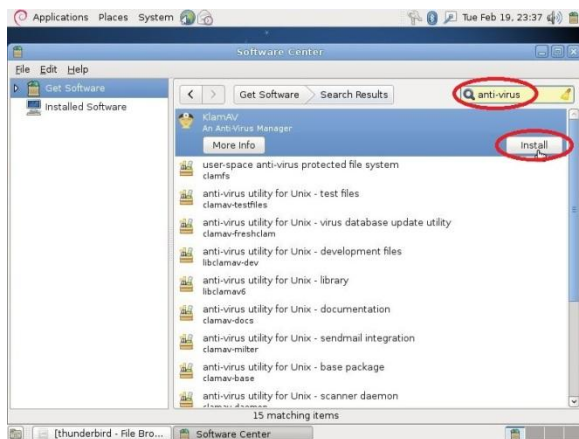 Applications Places System Tue Feb 19, 23:37
Software Center
File Edit Help
Get Software
Installed Software
Get Software Search Results anti-virus
KlamAV
An Anti-Virus Manager
More Info Install
user-space anti-virus protected file system
clamfs
anti-virus utility for Unix - test files
clamav-testfiles
anti-virus utility for Unix - virus database update utility
clamav-freshclam
anti-virus utility for Unix - development files
libclamav-dev
anti-virus utility for Unix - library
libclamav6
anti-virus utility for Unix - documentation
clamav-docs
anti-virus utility for Unix - sendmail integration
clamav-milter
anti-virus utility for Unix - base package
clamav-base
anti-virus utility for Unix - scanner daemon
clamav-daemon
15 matching items
[thunderbird - File Bro... Software Center